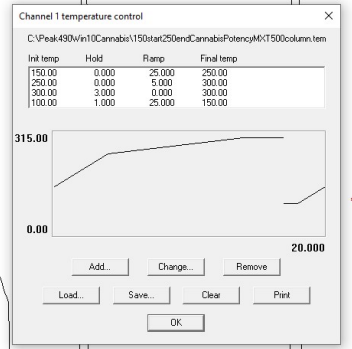 Channel 1 temperature control
C:\Peak490Win10Cannabis\150start250endCannabisPotencyMXT500column.tem
Init temp Hold Ramp Final temp
150.00 0.000 25.000 250.00
250.00 0.000 5.000 300.00
300.00 3.000 0.000 300.00
100.00 1.000 25.000 150.00
315.00
0.00
20.000
Add... Change... Remove
Load... Save... Clear Print
OK